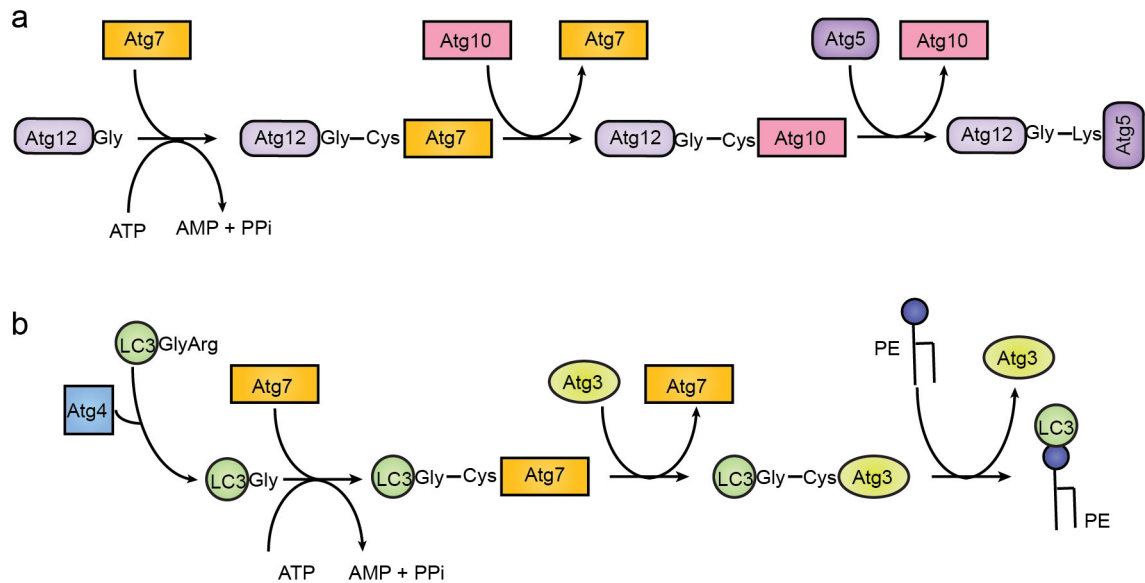 a
Atg7
Atg10
Atg7
Atg5
Atg10
Atg12 Gly
Atg12 Gly–Cys Atg7
Atg12 Gly–Cys Atg10
Atg12 Gly–Lys Atg5
ATP
AMP + PPi
b
LC3 GlyArg
Atg4
Atg7
Atg3
Atg7
PE
Atg3
LC3 Gly
LC3 Gly–Cys Atg7
LC3 Gly–Cys Atg3
LC3
PE
ATP
AMP + PPi